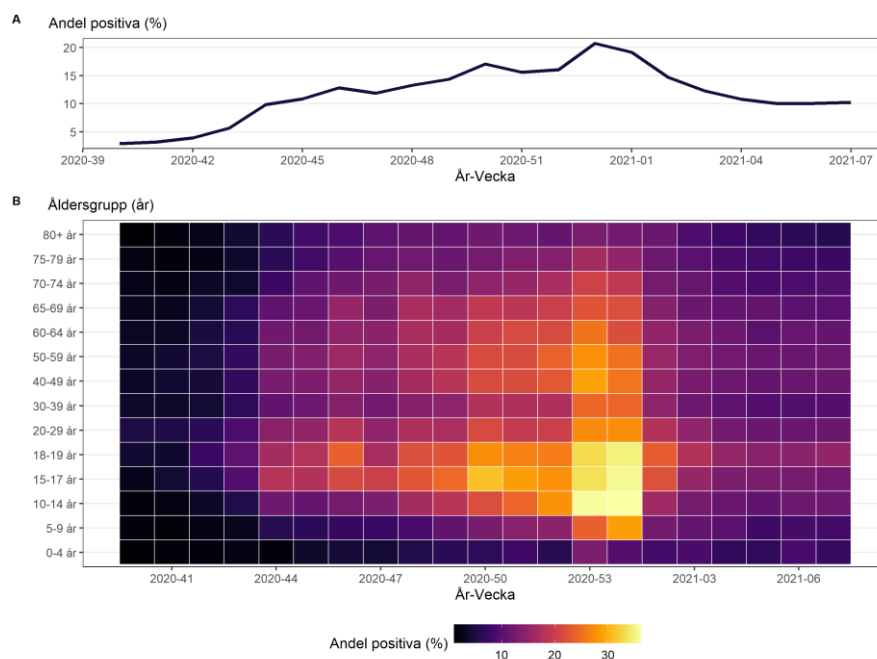 A
Andel positiva (%)
20
15
10
5
2020-39 2020-42 2020-45 2020-48 2020-51 2021-01 2021-04 2021-07
År-Vecka
B
Åldersgrupp (år)
80+ år
75-79 år
70-74 år
65-69 år
60-64 år
50-59 år
40-49 år
30-39 år
20-29 år
18-19 år
15-17 år
10-14 år
5-9 år
0-4 år
2020-41 2020-44 2020-47 2020-50 2020-53 2021-03 2021-06
År-Vecka
Andel positiva (%)
10 20 30